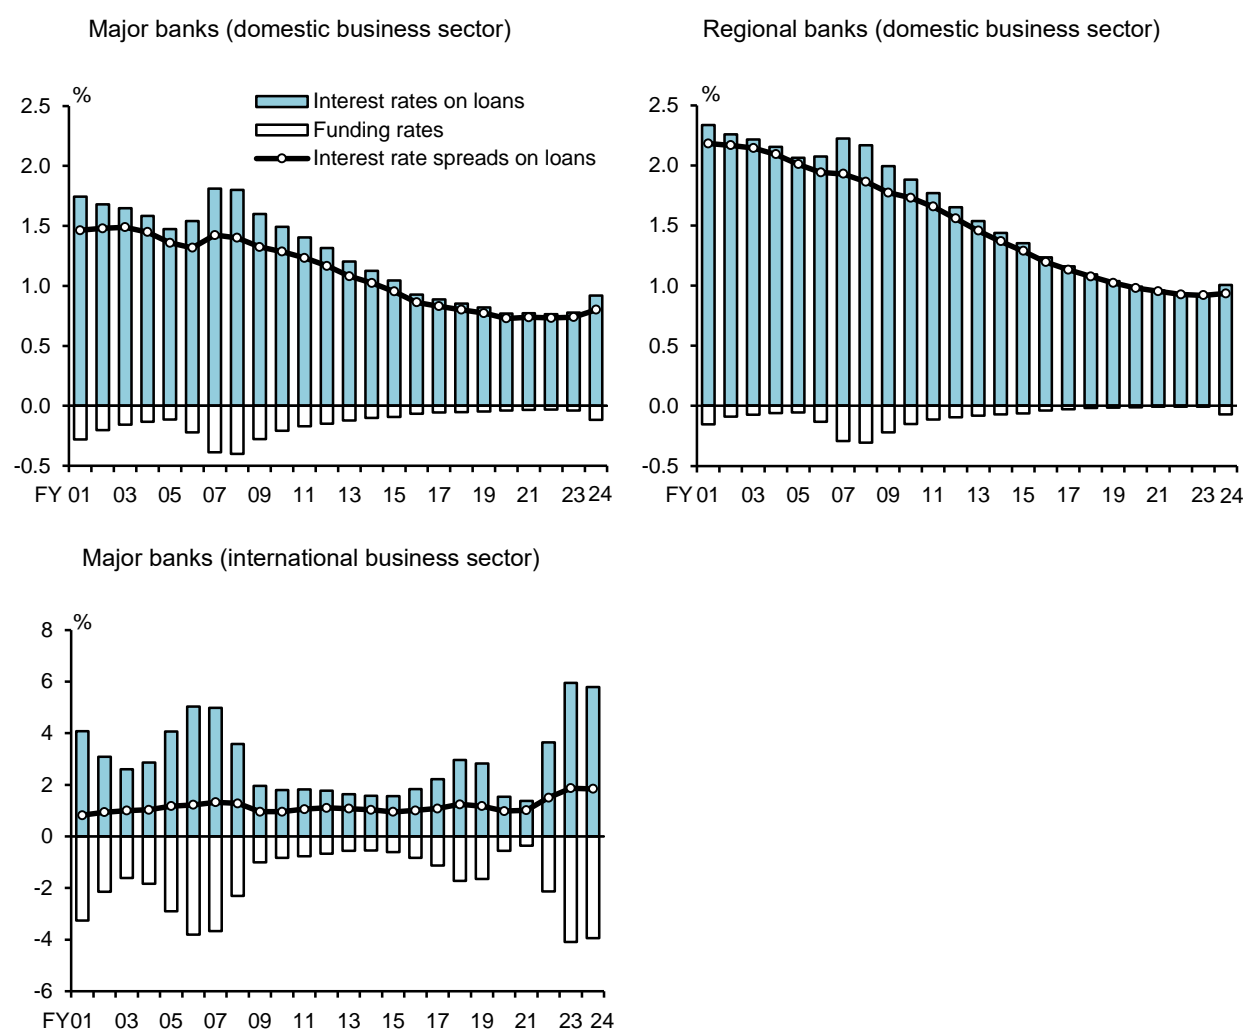 Major banks (domestic business sector)
%
2.5
2.0
1.5
1.0
0.5
0.0
-0.5
Interest rates on loans
Funding rates
Interest rate spreads on loans
FY 01 03 05 07 09 11 13 15 17 19 21 23 24
Regional banks (domestic business sector)
%
2.5
2.0
1.5
1.0
0.5
0.0
-0.5
FY 01 03 05 07 09 11 13 15 17 19 21 23 24
Major banks (international business sector)
%
8
6
4
2
0
-2
-4
-6
FY01 03 05 07 09 11 13 15 17 19 21 23 24